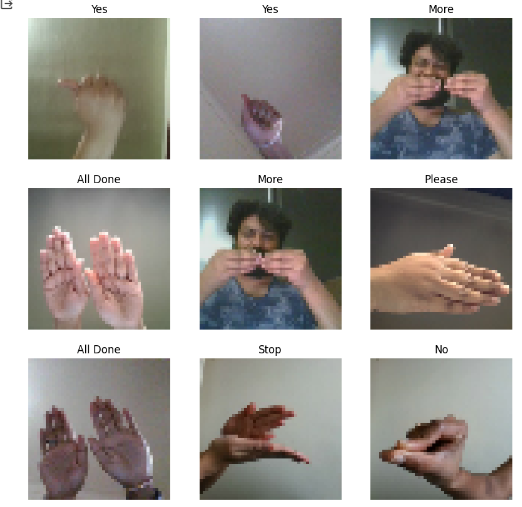 Yes
Yes
More
All Done
More
Please
All Done
Stop
No